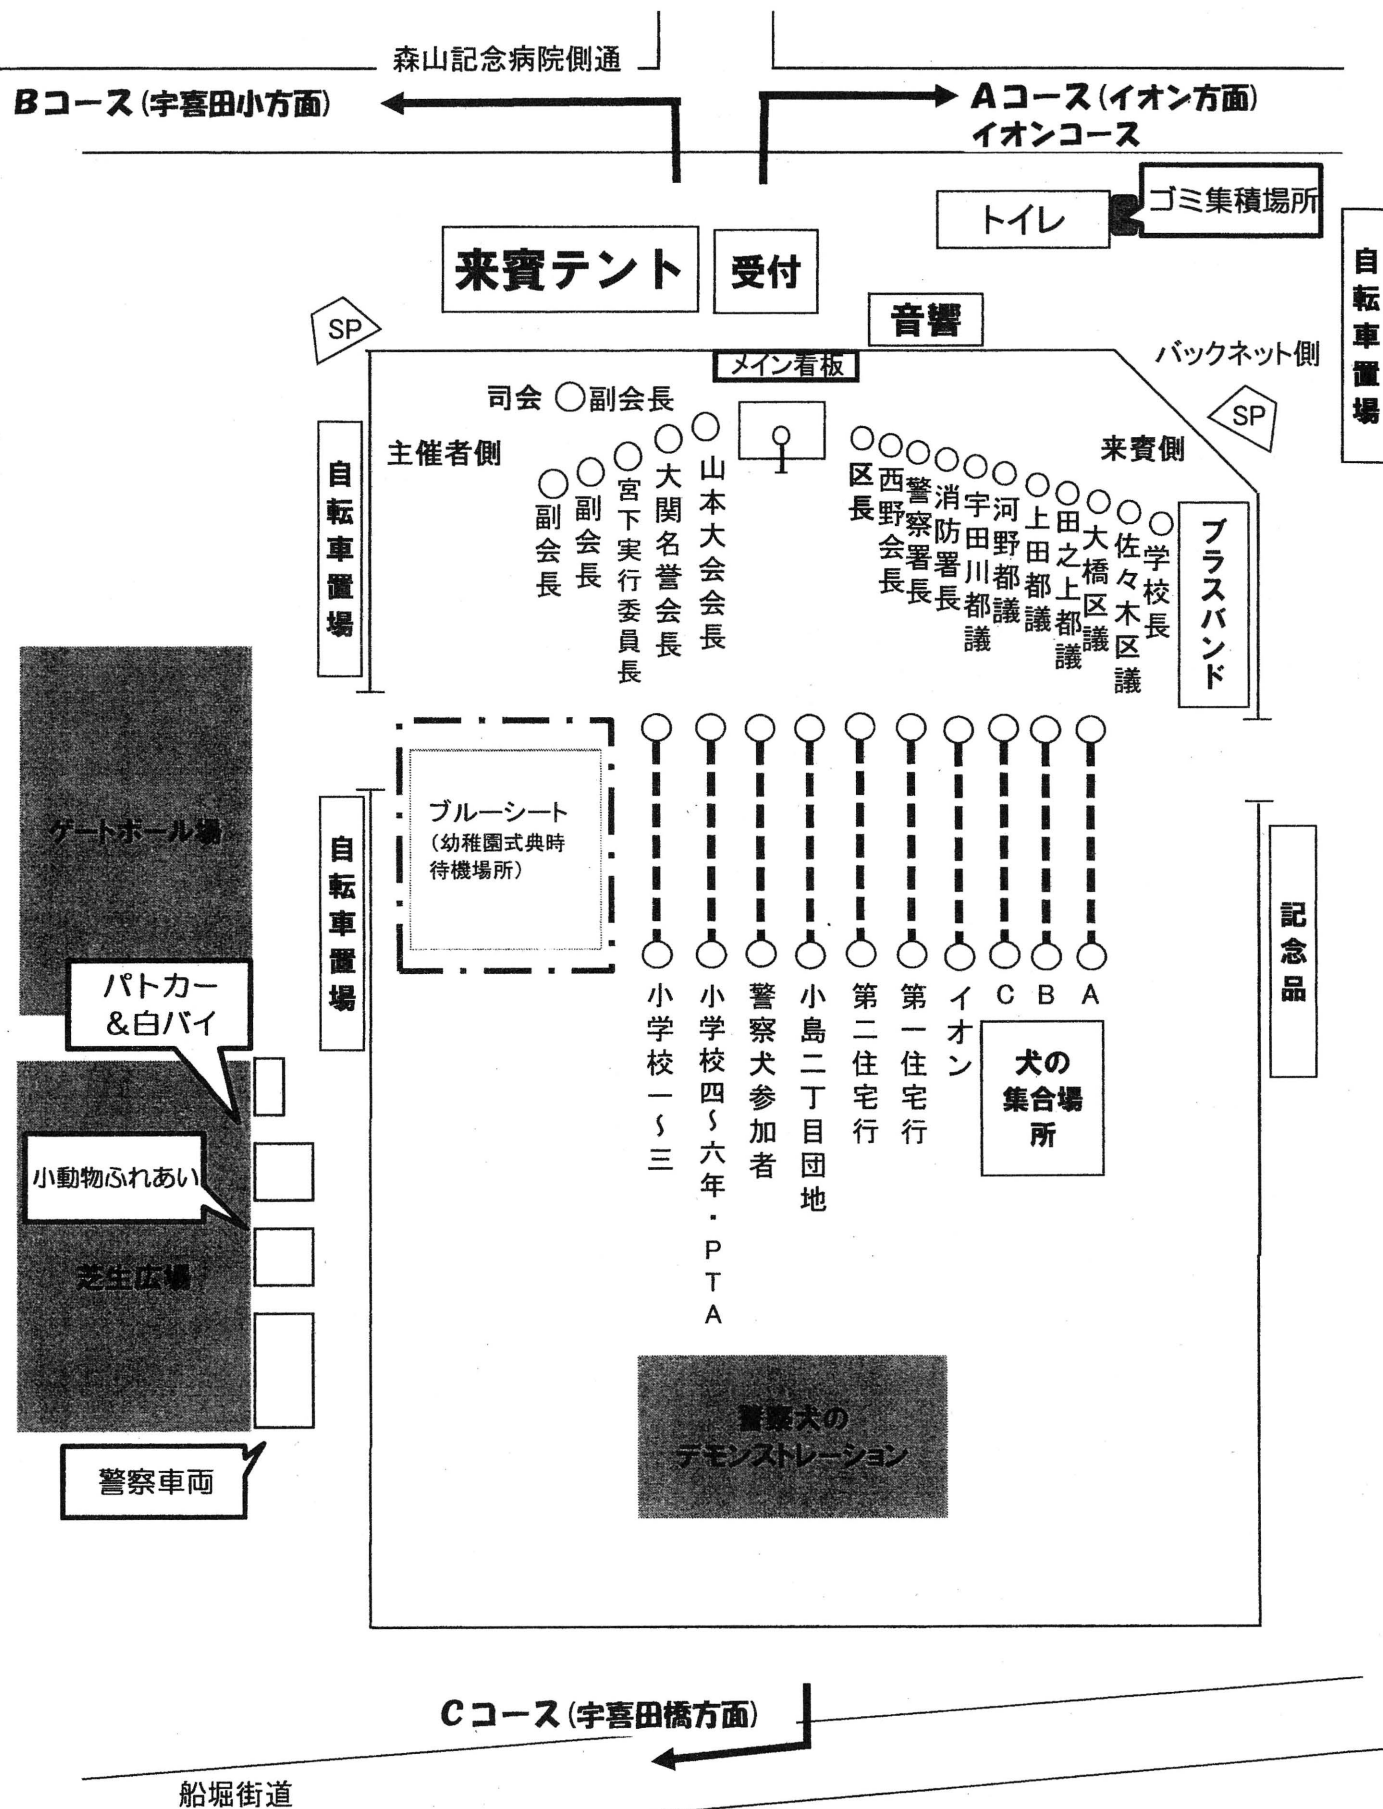 森山記念病院側通
Bコース(宇喜田小方面)
Aコース(イオン方面)
イオンコース
トイレ
ゴミ集積場所
自転車置場
来賓テント
受付
音響
SP
メイン看板
バックネット側
SP
司会
副会長
主催者側
来賓側
自転車置場
副会長
副会長
宮下実行委員長
大関名誉会長
山本大会会長
区長
西野会長
警察署長
消防署長
宇田川都議
河野都議
上田都議
田之上都議
大橋区議
佐々木区議
学校長
ブラスバンド
ゲートボール場
自転車置場
ブルーシート
(幼稚園式典時
待機場所)
記念品
小学校一~三
小学校四~六年・PTA
警察犬参加者
小島二丁目団地
第二住宅行
第一住宅行
イオン
C
B
A
犬の
集合場
所
パトカー
&白バイ
小動物ふれあい
芝生広場
警察車両
警察犬の
デモンストレーション
Cコース(宇喜田橋方面)
船堀街道